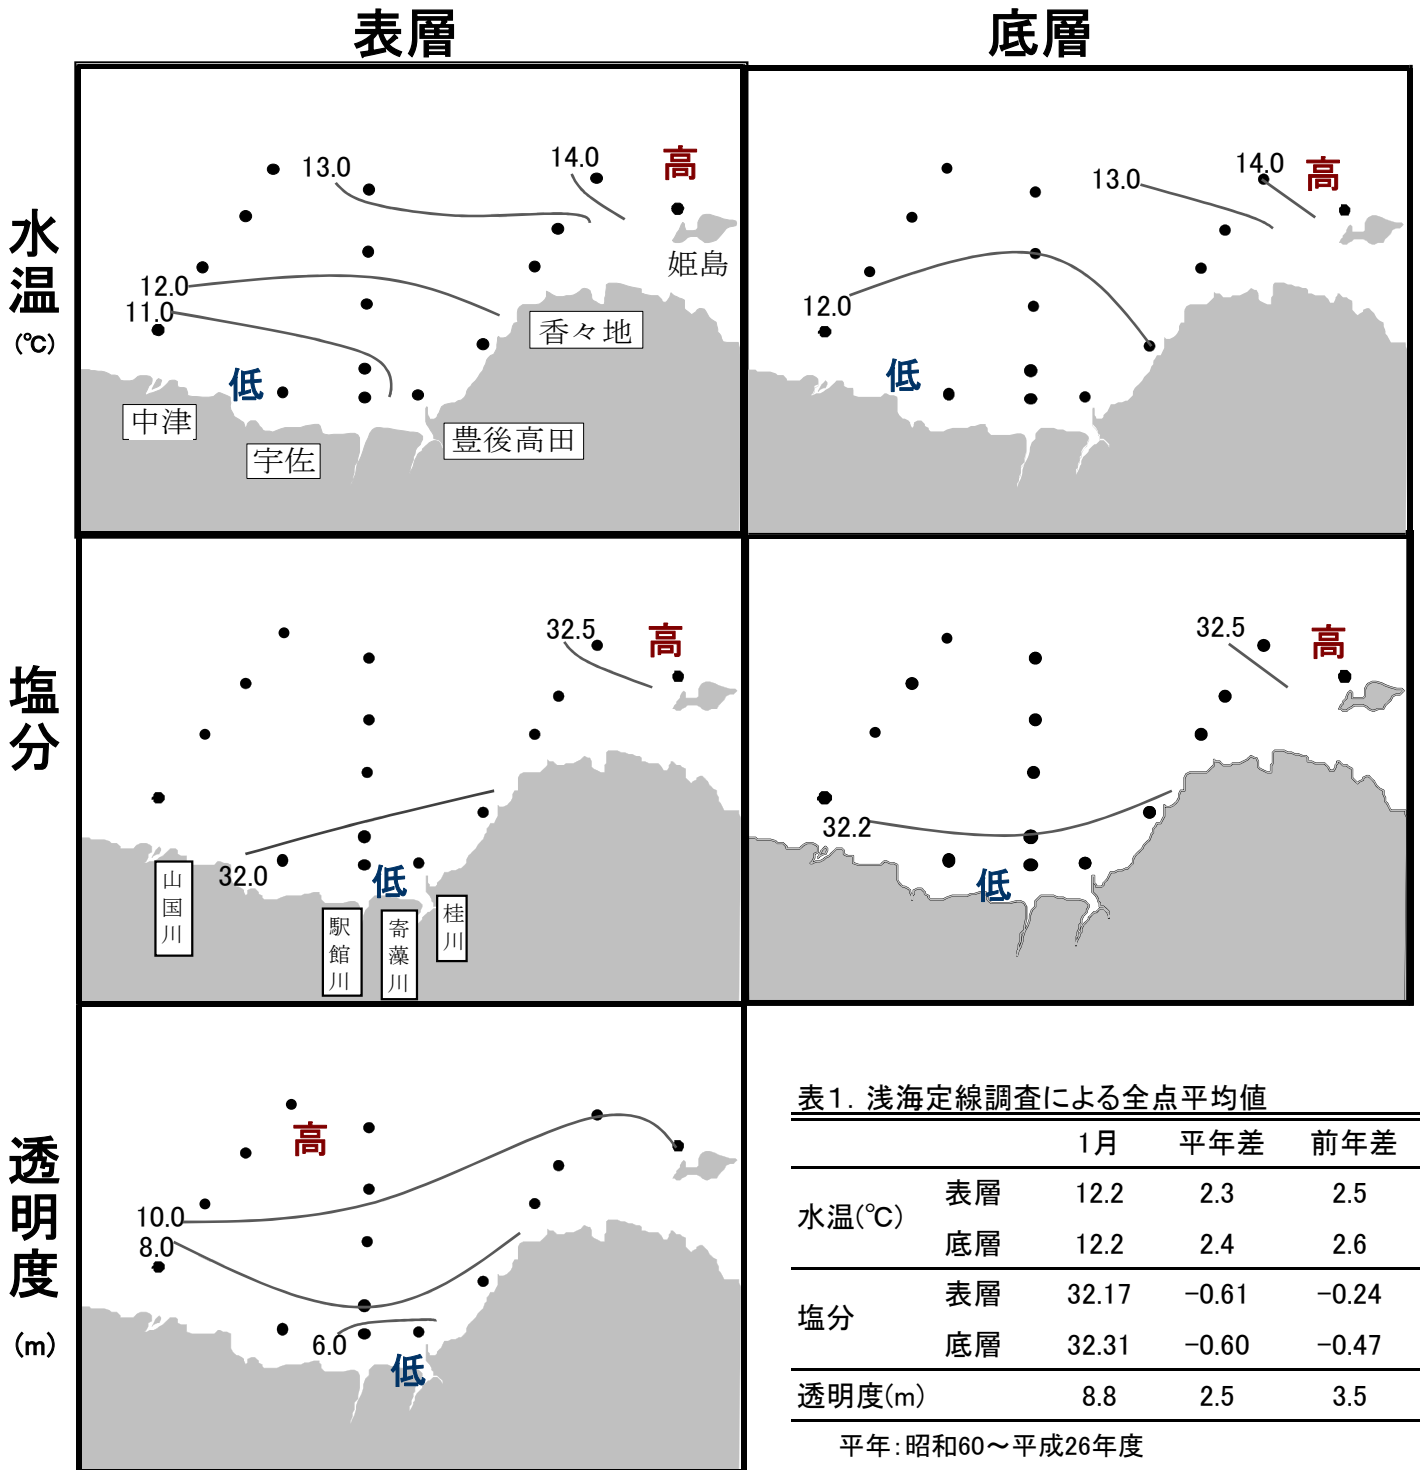 表層
底層
水温
(℃)
13.0
14.0
高
姫島
12.0
11.0
香々地
低
中津
宇佐
豊後高田
13.0
14.0
高
12.0
低
塩分
32.5
高
32.0
低
山国川
駅館川
寄藻川
桂川
32.5
高
32.2
低
透明度
(m)
高
10.0
8.0
6.0
低
表1. 浅海定線調査による全点平均値
1月 平年差 前年差
水温(℃) 表層 12.2 2.3 2.5
底層 12.2 2.4 2.6
塩分 表層 32.17 -0.61 -0.24
底層 32.31 -0.60 -0.47
透明度(m) 8.8 2.5 3.5
平年:昭和60～平成26年度